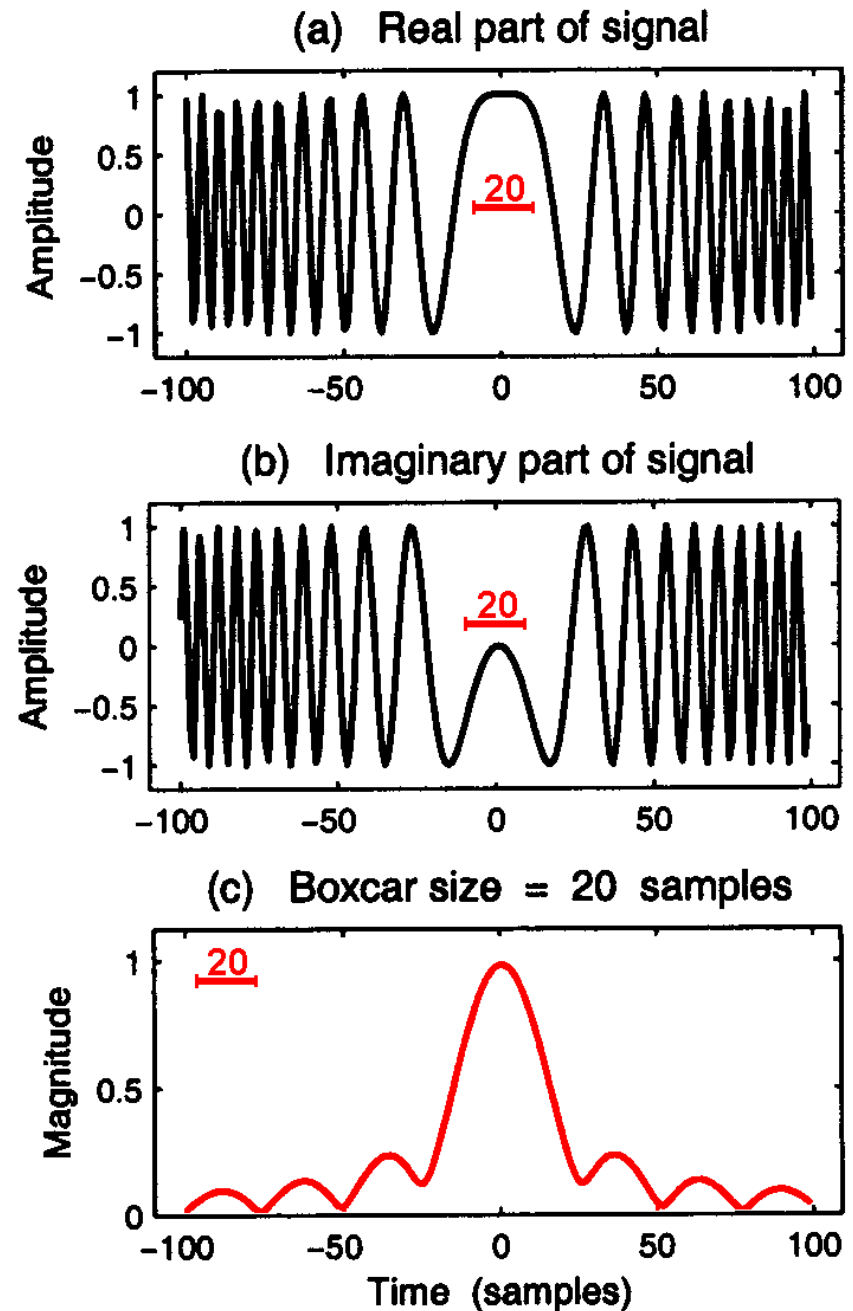 (a) Real part of signal
1
0.5
0
−0.5
−1
Amplitude
20
−100 −50 0 50 100
(b) Imaginary part of signal
1
0.5
0
−0.5
−1
Amplitude
20
−100 −50 0 50 100
(c) Boxcar size = 20 samples
20
1
0.5
0
Magnitude
−100 −50 0 50 100
Time (samples)